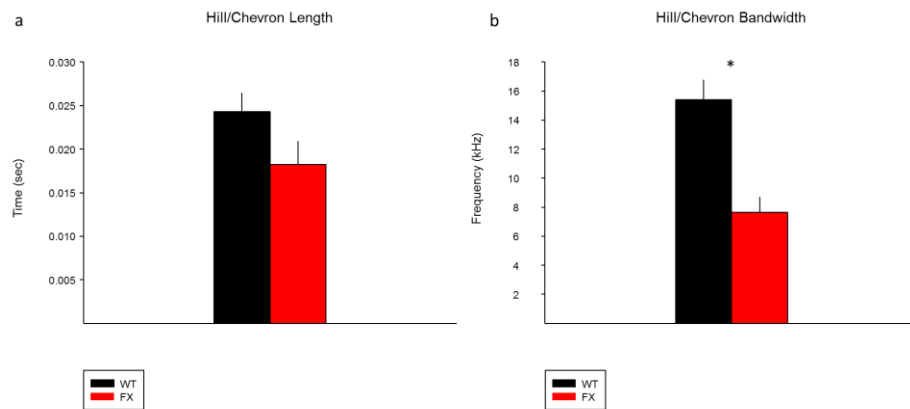 a
Hill/Chevron Length
0.030
0.025
0.020
0.015
0.010
0.005
Time (sec)
WT
FX
b
Hill/Chevron Bandwidth
*
18
16
14
12
10
8
6
4
2
Frequency (kHz)
WT
FX